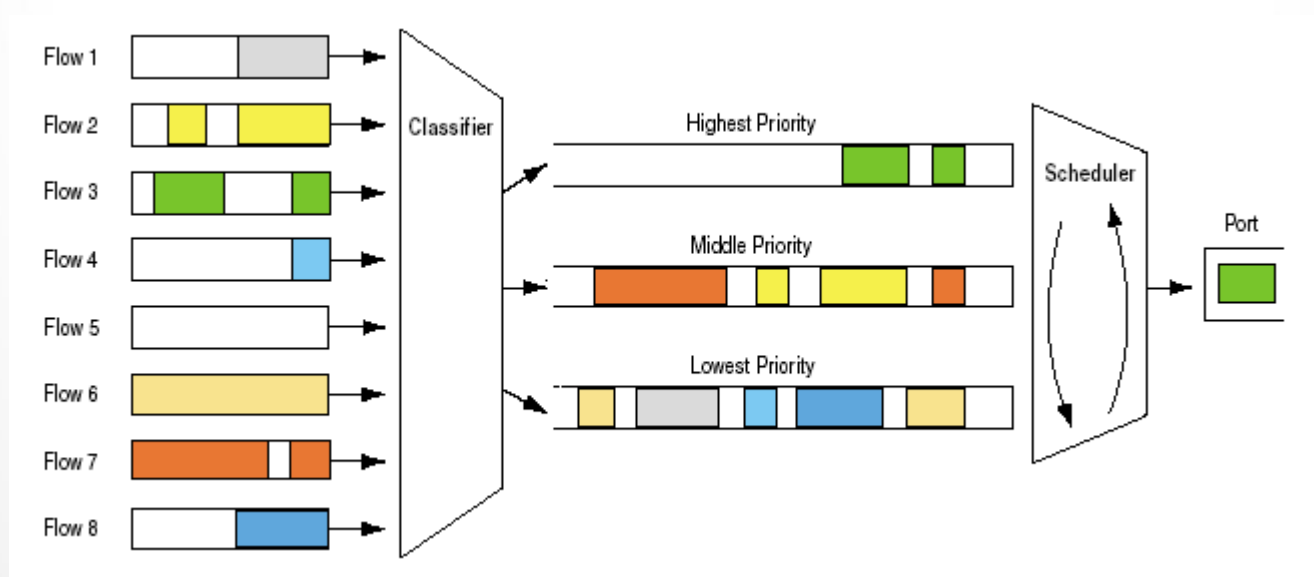 Flow 1
Flow 2
Flow 3
Flow 4
Flow 5
Flow 6
Flow 7
Flow 8
Classifier
Highest Priority
Middle Priority
Lowest Priority
Scheduler
Port